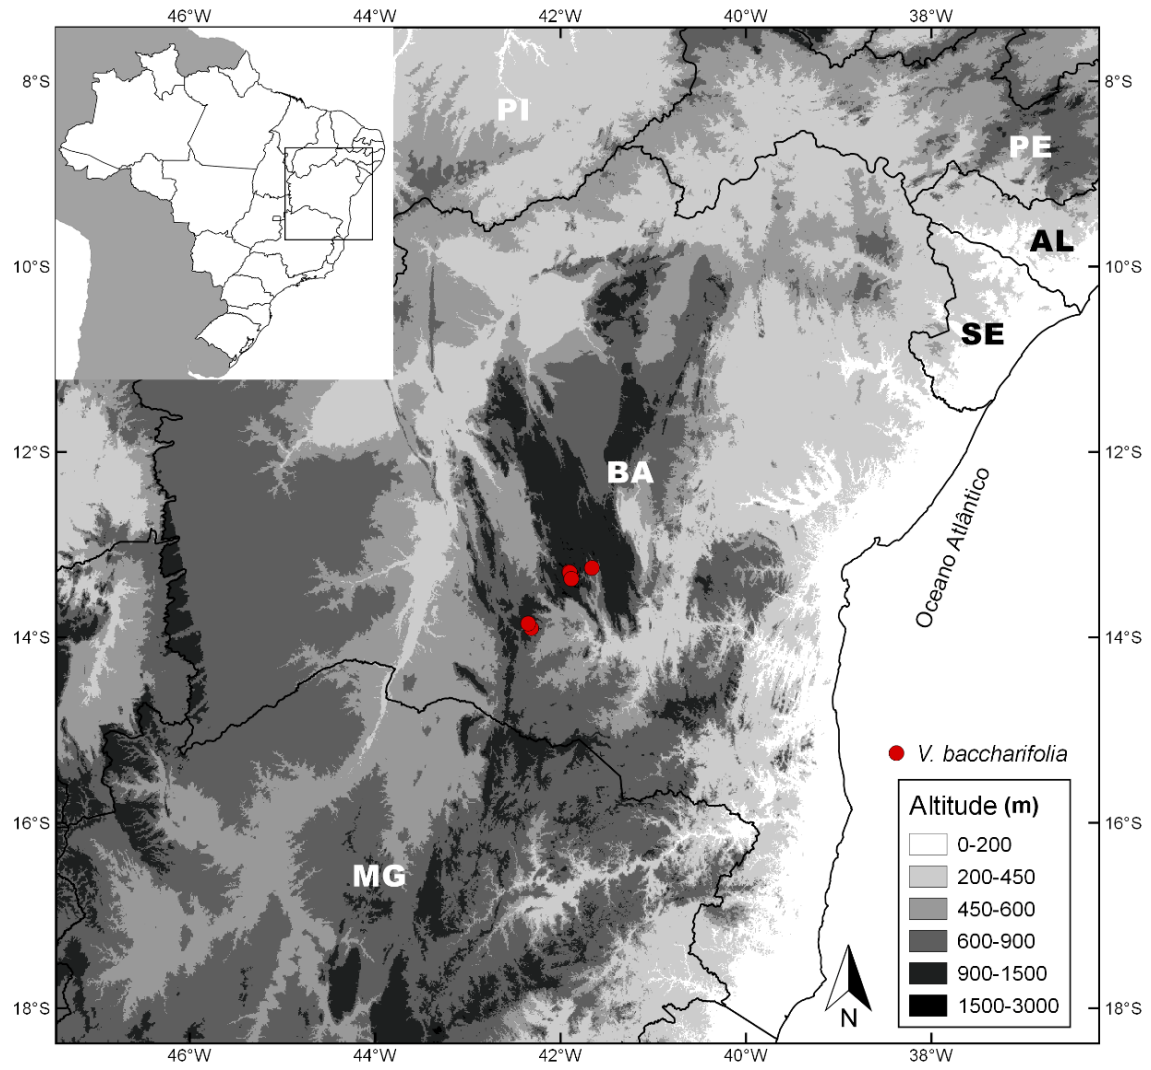 46°W 44°W 42°W 40°W 38°W
8°S 8°S
PI
PE
AL
10°S 10°S
SE
12°S 12°S
BA
Oceano Atlântico
14°S 14°S
V. baccharifolia
Altitude (m)
16°S 16°S
0-200
200-450
MG
450-600
600-900
900-1500
1500-3000
18°S 18°S
N
46°W 44°W 42°W 40°W 38°W